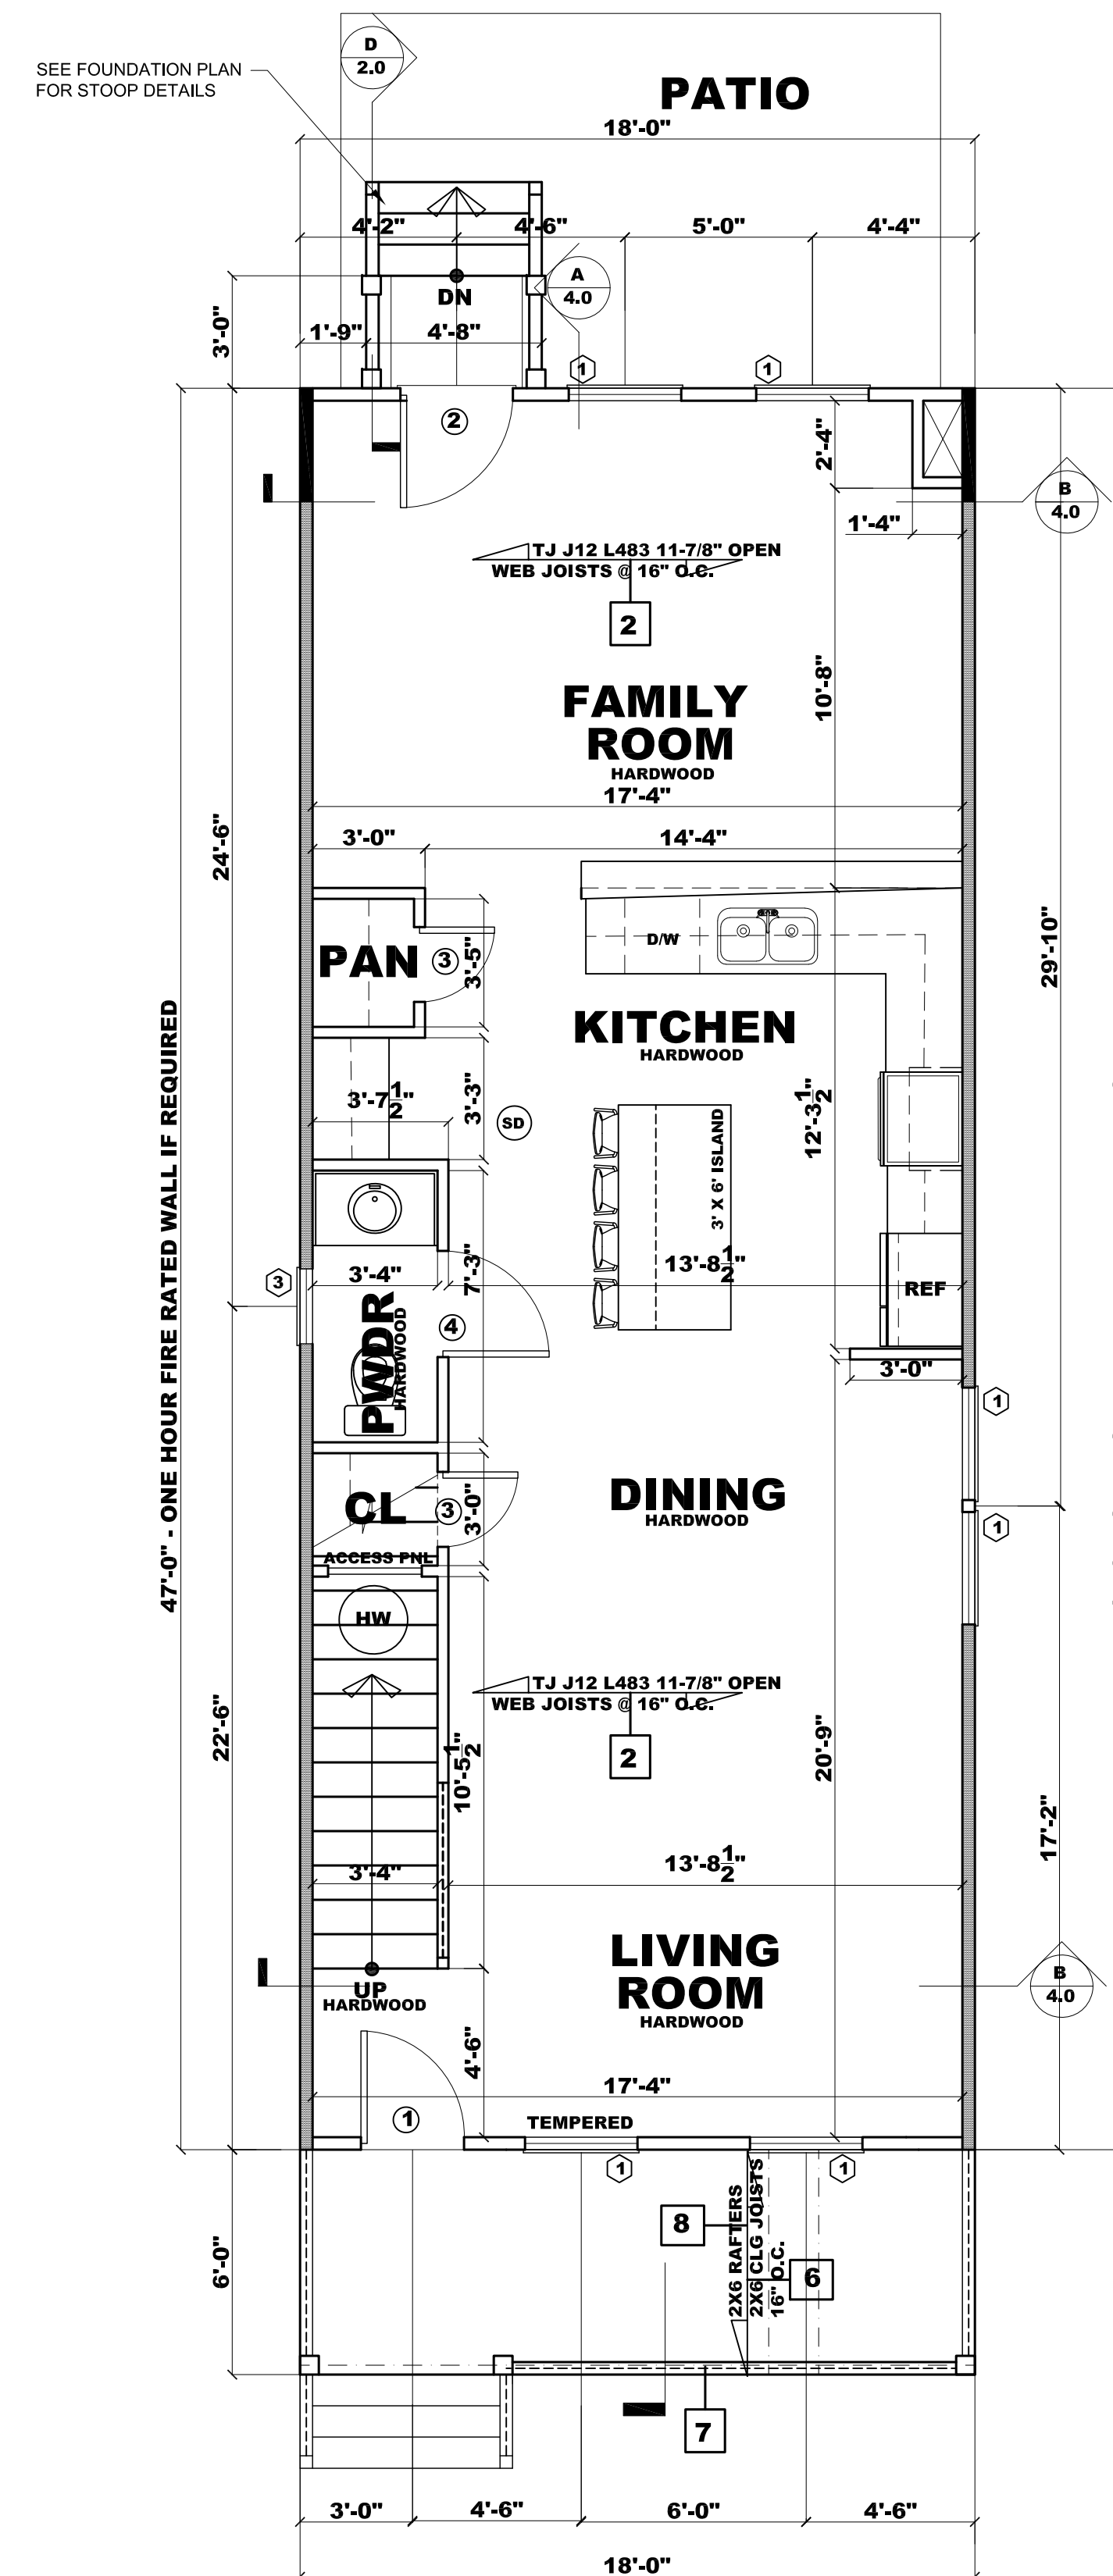 D
2.0
SEE FOUNDATION PLAN
FOR STOOP DETAILS
PATIO
18'-0"
4'-2"
4'-6"
5'-0"
4'-4"
A
4.0
DN
3'-0"
1'-9"
4'-8"
1
1
2
2'-4"
B
4.0
1'-4"
TJ J12 L483 11-7/8" OPEN
WEB JOISTS @ 16" O.C.
2
10'-8"
FAMILY
ROOM
HARDWOOD
17'-4"
24'-6"
3'-0"
14'-4"
D/W
PAN
3
3'-5"
29'-10"
KITCHEN
HARDWOOD
47'-0" - ONE HOUR FIRE RATED WALL IF REQUIRED
3'-7 1/2"
3'-3"
SD
12'-3 1/2"
3' X 6' ISLAND
3
3'-4"
7'-3"
13'-8 1/2"
REF
PWDR
HARDWOOD
4
3'-0"
1
DINING
HARDWOOD
CL
3
3'-0"
1
ACCESS PNL
HW
TJ J12 L483 11-7/8" OPEN
WEB JOISTS @ 16" O.C.
2
22'-6"
10'-5 1/2"
20'-9"
17'-2"
3'-4"
13'-8 1/2"
LIVING
ROOM
HARDWOOD
B
4.0
UP
HARDWOOD
4'-6"
17'-4"
1
TEMPERED
1
1
8
2X6 RAFTERS
2X6 CLG JOISTS
16" O.C.
6
6'-0"
7
3'-0"
4'-6"
6'-0"
4'-6"
18'-0"